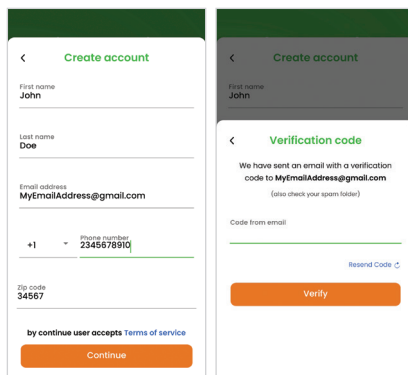 Create account
First name
John
Last name
Doe
Email address
MyEmailAddress@gmail.com
Phone number
+1 2345678910
Zip code
34567
by continue user accepts Terms of service
Continue
Create account
First name
John
Verification code
We have sent an email with a verification
code to MyEmailAddress@gmail.com
(also check your spam folder)
Code from email
Resend Code
Verify